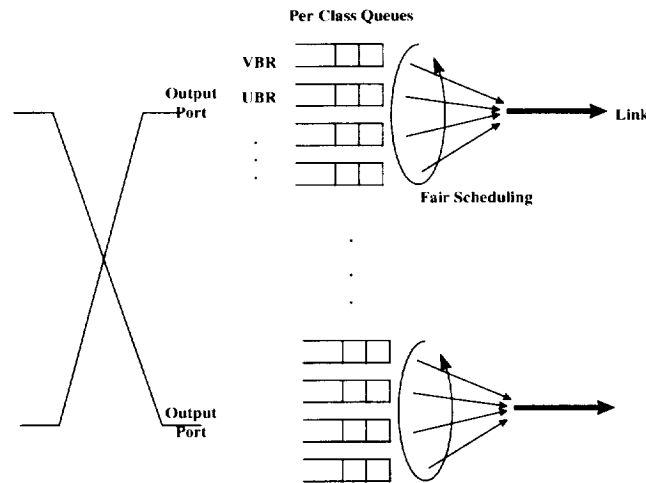 Per Class Queues
VBR
Output
Port
UBR
Link
Fair Scheduling
Output
Port